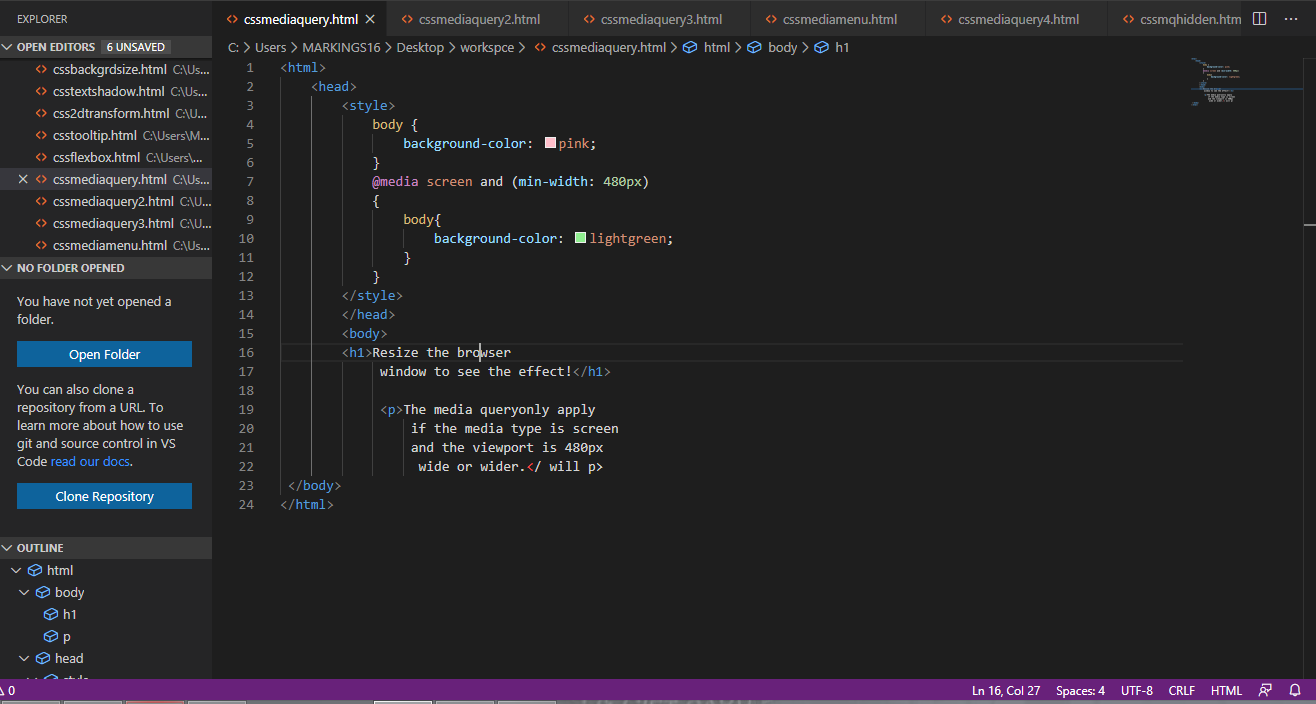 EXPLORER
OPEN EDITORS 6 UNSAVED
cssbackgrdsize.html C:\Us...
csstextshadow.html C:\Us...
css2dtransform.html C:\U...
csstooltip.html C:\Users\M...
cssflexbox.html C:\Users\...
cssmediaquery.html C:\Us...
cssmediaquery2.html C:\U...
cssmediaquery3.html C:\U...
cssmediamenu.html C:\Us...
NO FOLDER OPENED
You have not yet opened a
folder.
Open Folder
You can also clone a
repository from a URL. To
learn more about how to use
git and source control in VS
Code read our docs.
Clone Repository
OUTLINE
html
body
h1
p
head
cssmediaquery.html cssmediaquery2.html cssmediaquery3.html cssmediamenu.html cssmediaquery4.html cssmqhidden.htm
C: > Users > MARKINGS16 > Desktop > workspce > cssmediaquery.html > html > body > h1
1 <html>
2 <head>
3 <style>
4 body {
5 background-color: pink;
6 }
7 @media screen and (min-width: 480px)
8 {
9 body{
10 background-color: lightgreen;
11 }
12 }
13 </style>
14 </head>
15 <body>
16 <h1>Resize the browser
17 window to see the effect!</h1>
18
19 <p>The media queryonly apply
20 if the media type is screen
21 and the viewport is 480px
22 wide or wider.</ will p>
23 </body>
24 </html>
0 Ln 16, Col 27 Spaces: 4 UTF-8 CRLF HTML